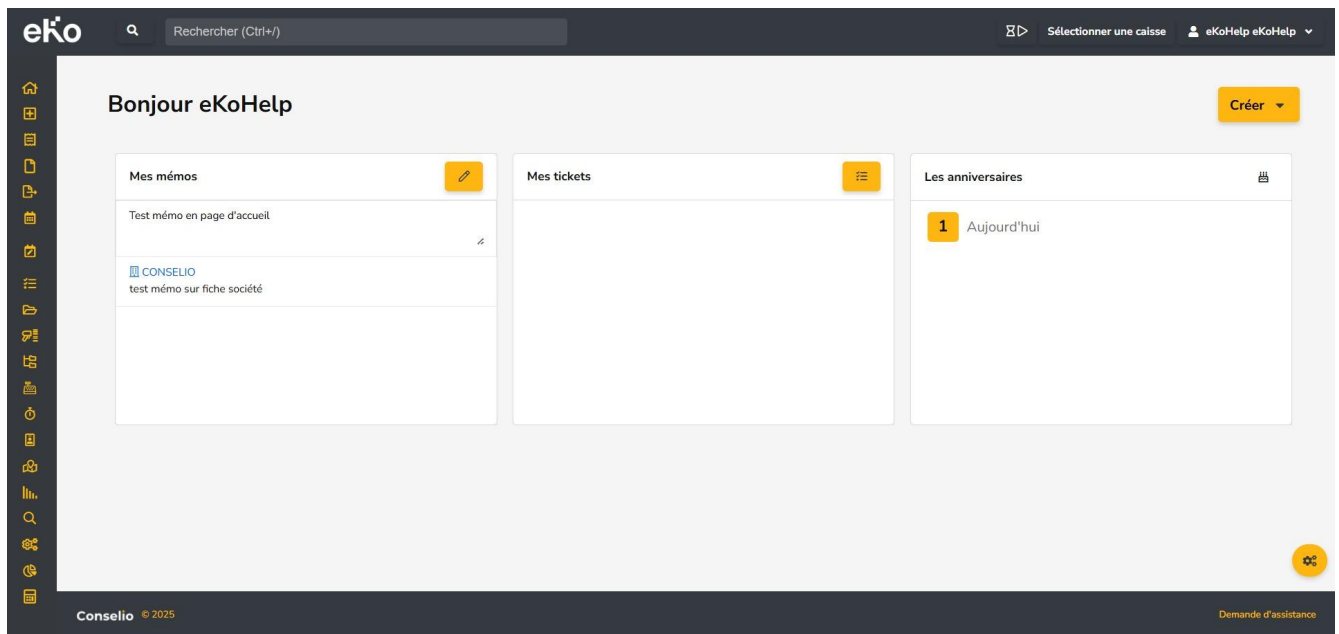 eKo
Rechercher (Ctrl+/)
Sélectionner une caisse
eKoHelp eKoHelp
Bonjour eKoHelp
Créer
Mes mémos
Mes tickets
Les anniversaires
Test mémo en page d'accueil
1 Aujourd'hui
CONSELIO
test mémo sur fiche société
Conselio © 2025
Demande d'assistance